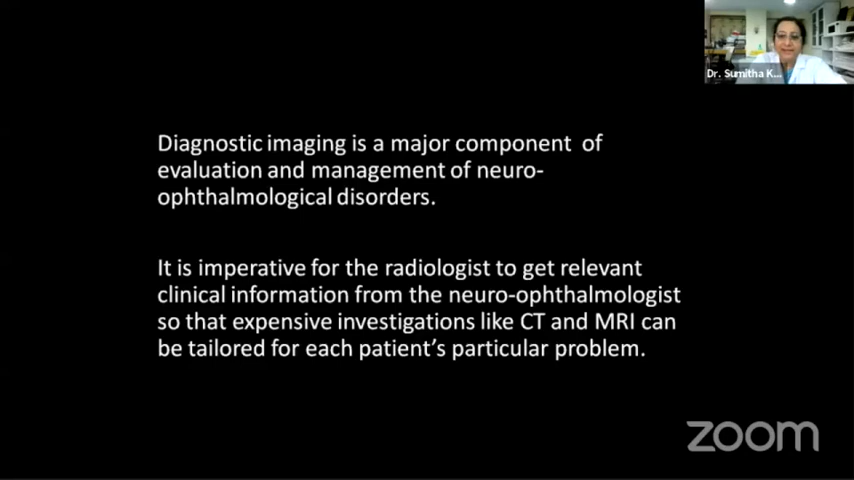 Dr. Sumitha K...
Diagnostic imaging is a major component of
evaluation and management of neuro-
ophthalmological disorders.
It is imperative for the radiologist to get relevant
clinical information from the neuro-ophthalmologist
so that expensive investigations like CT and MRI can
be tailored for each patient’s particular problem.
zoom